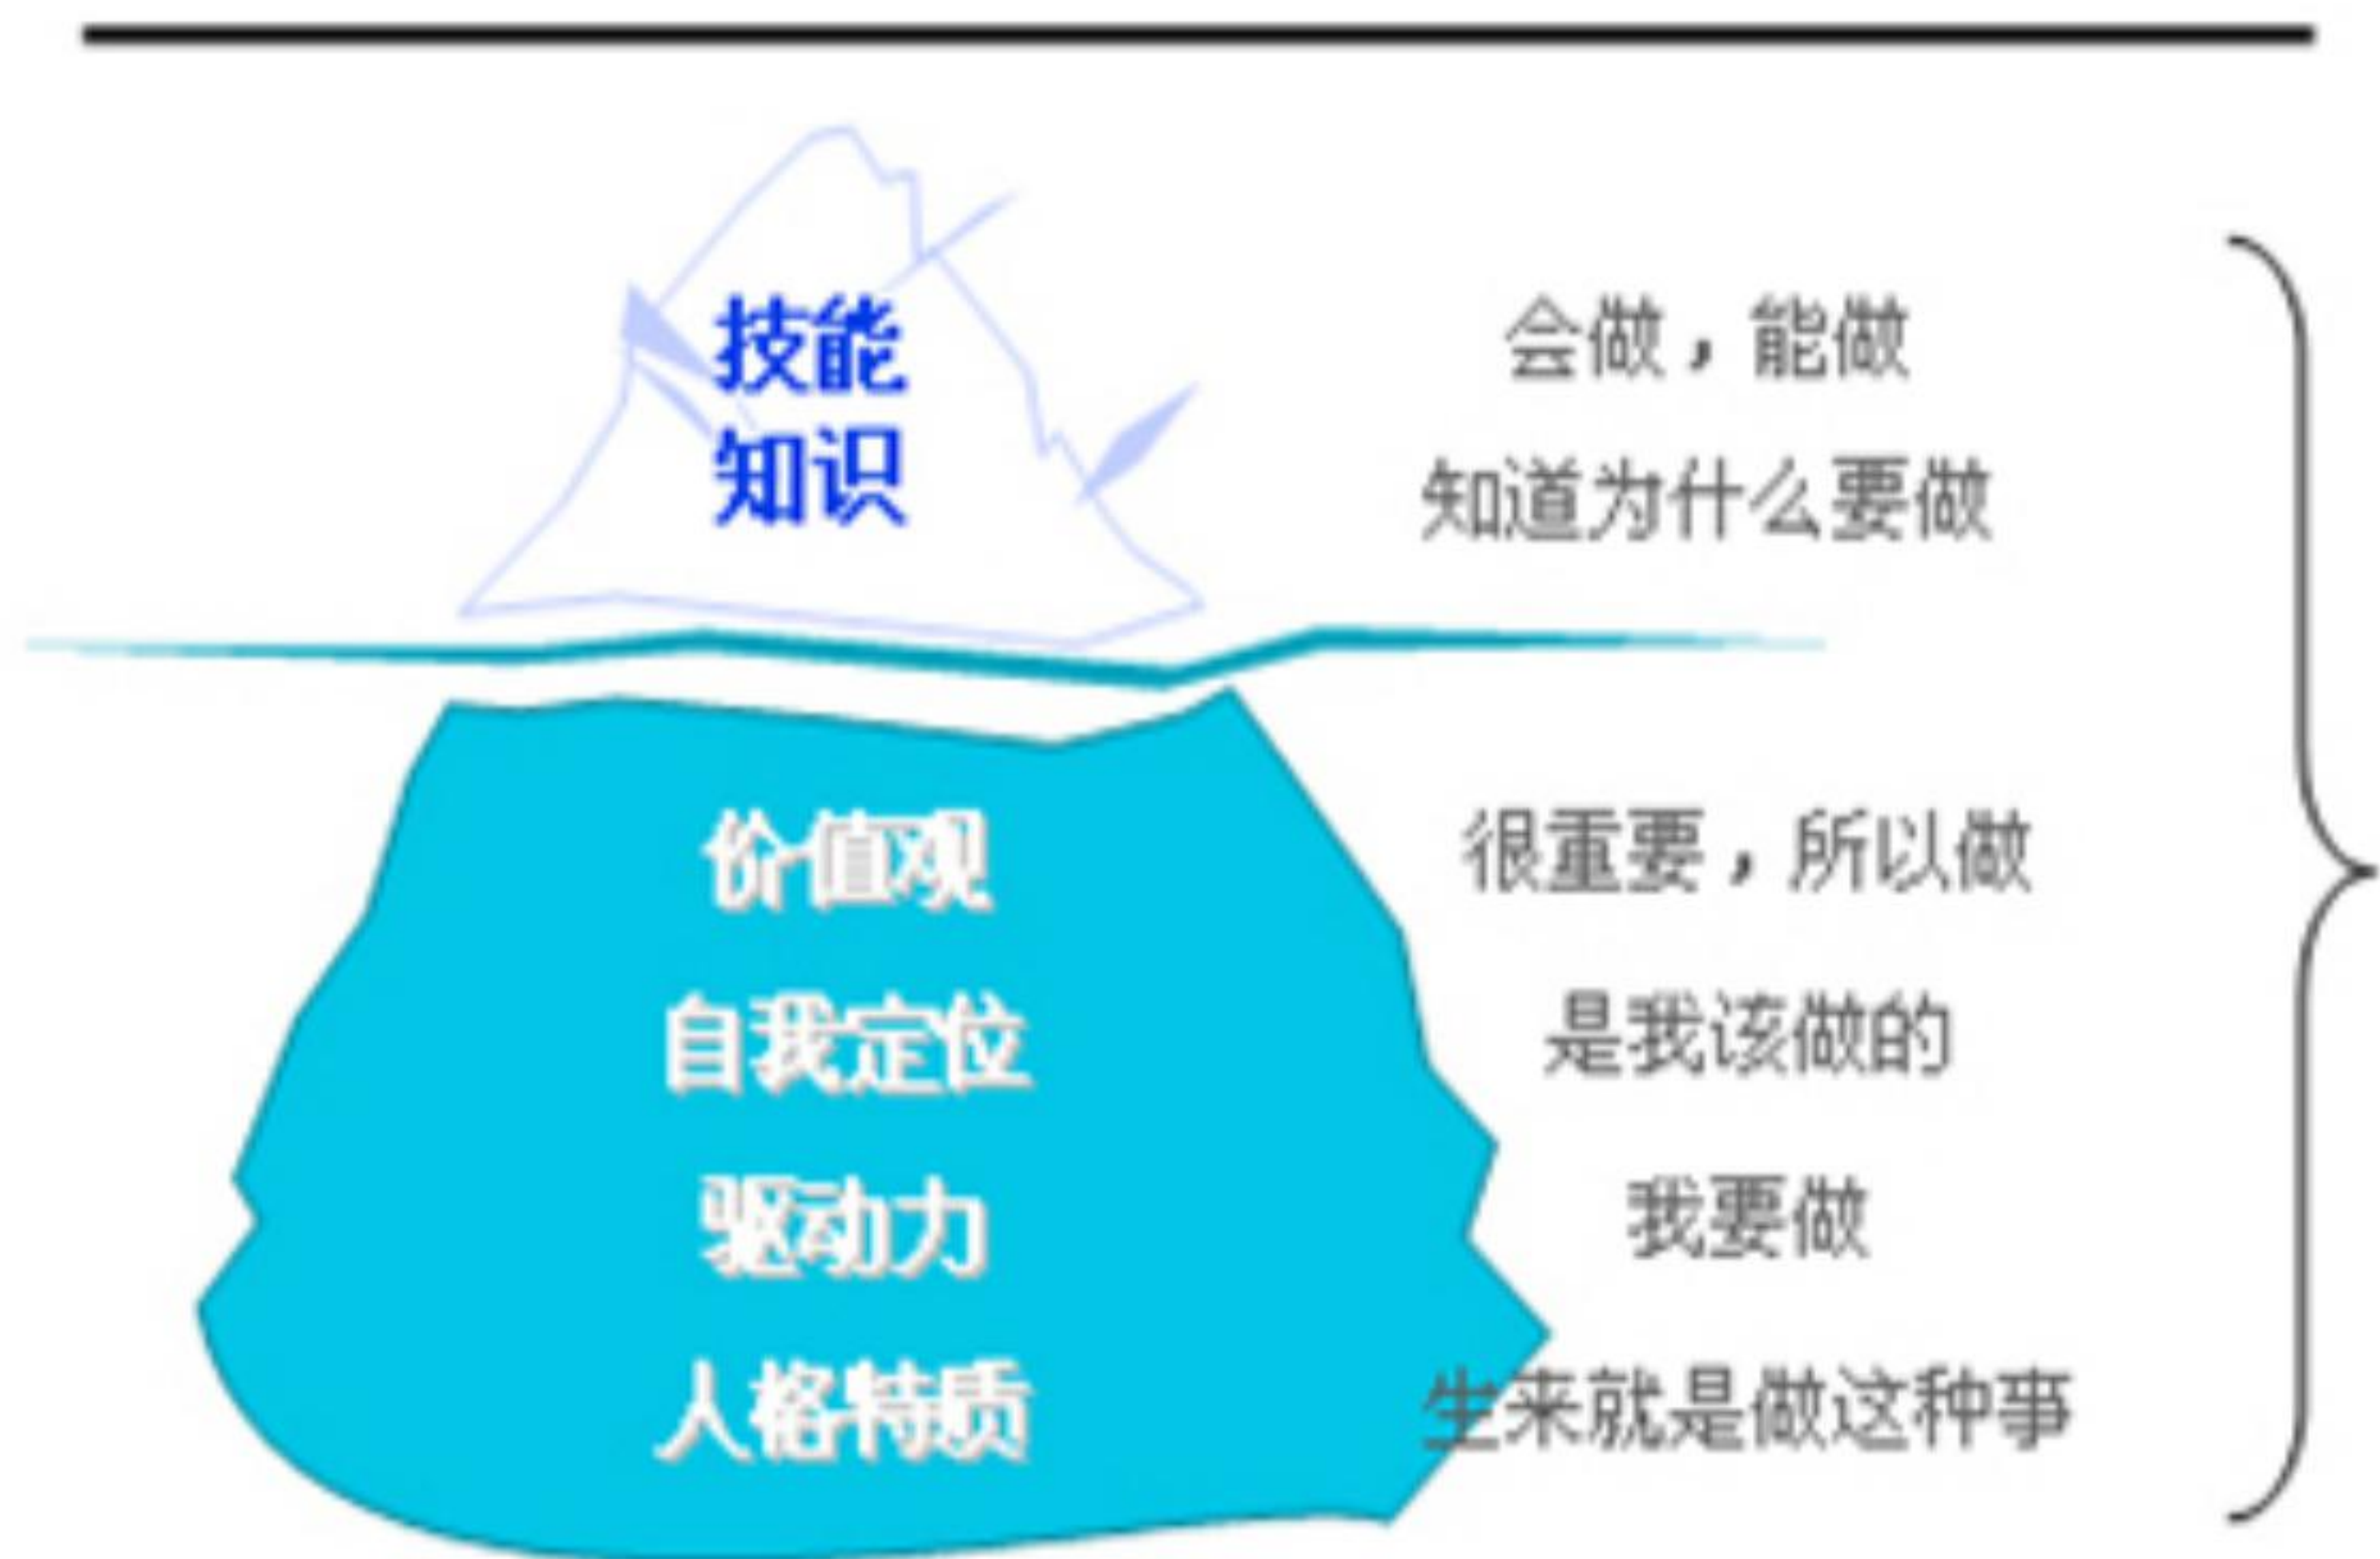 技能
会做，能做
知识
知道为什么要做
价值观
很重要，所以做
自我定位
是我该做的
驱动力
我要做
人格特质
生来就是做这种事